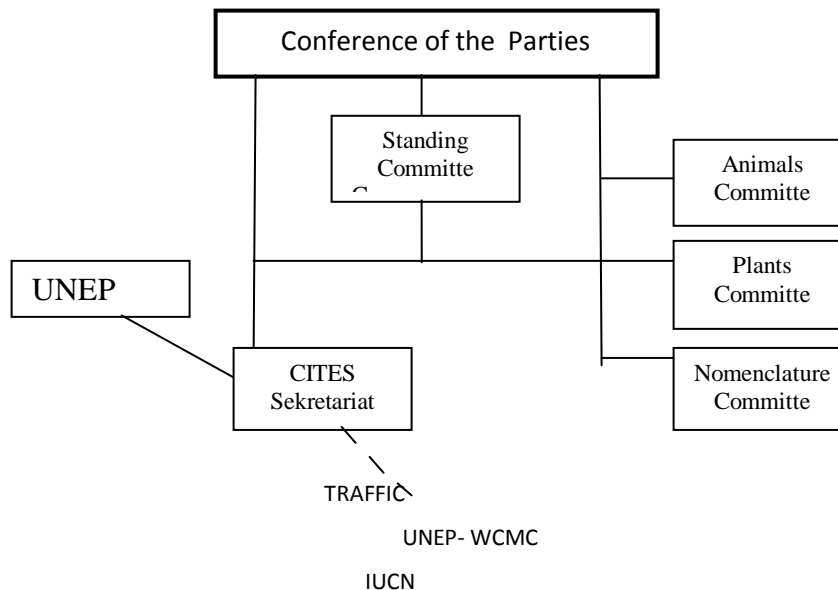 Conference of the Parties
Standing
Committe
Animals
Committe
Plants
Committe
UNEP
CITES
Sekretariat
Nomenclature
Committe
TRAFFIC
UNEP- WCMC
IUCN